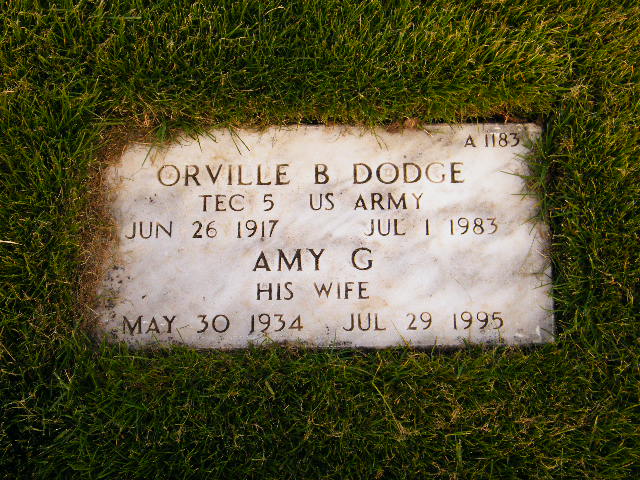 A 1183
ORVILLE B DODGE
TEC 5 US ARMY
JUN 26 1917 JUL 1 1983
AMY G
HIS WIFE
MAY 30 1934 JUL 29 1995